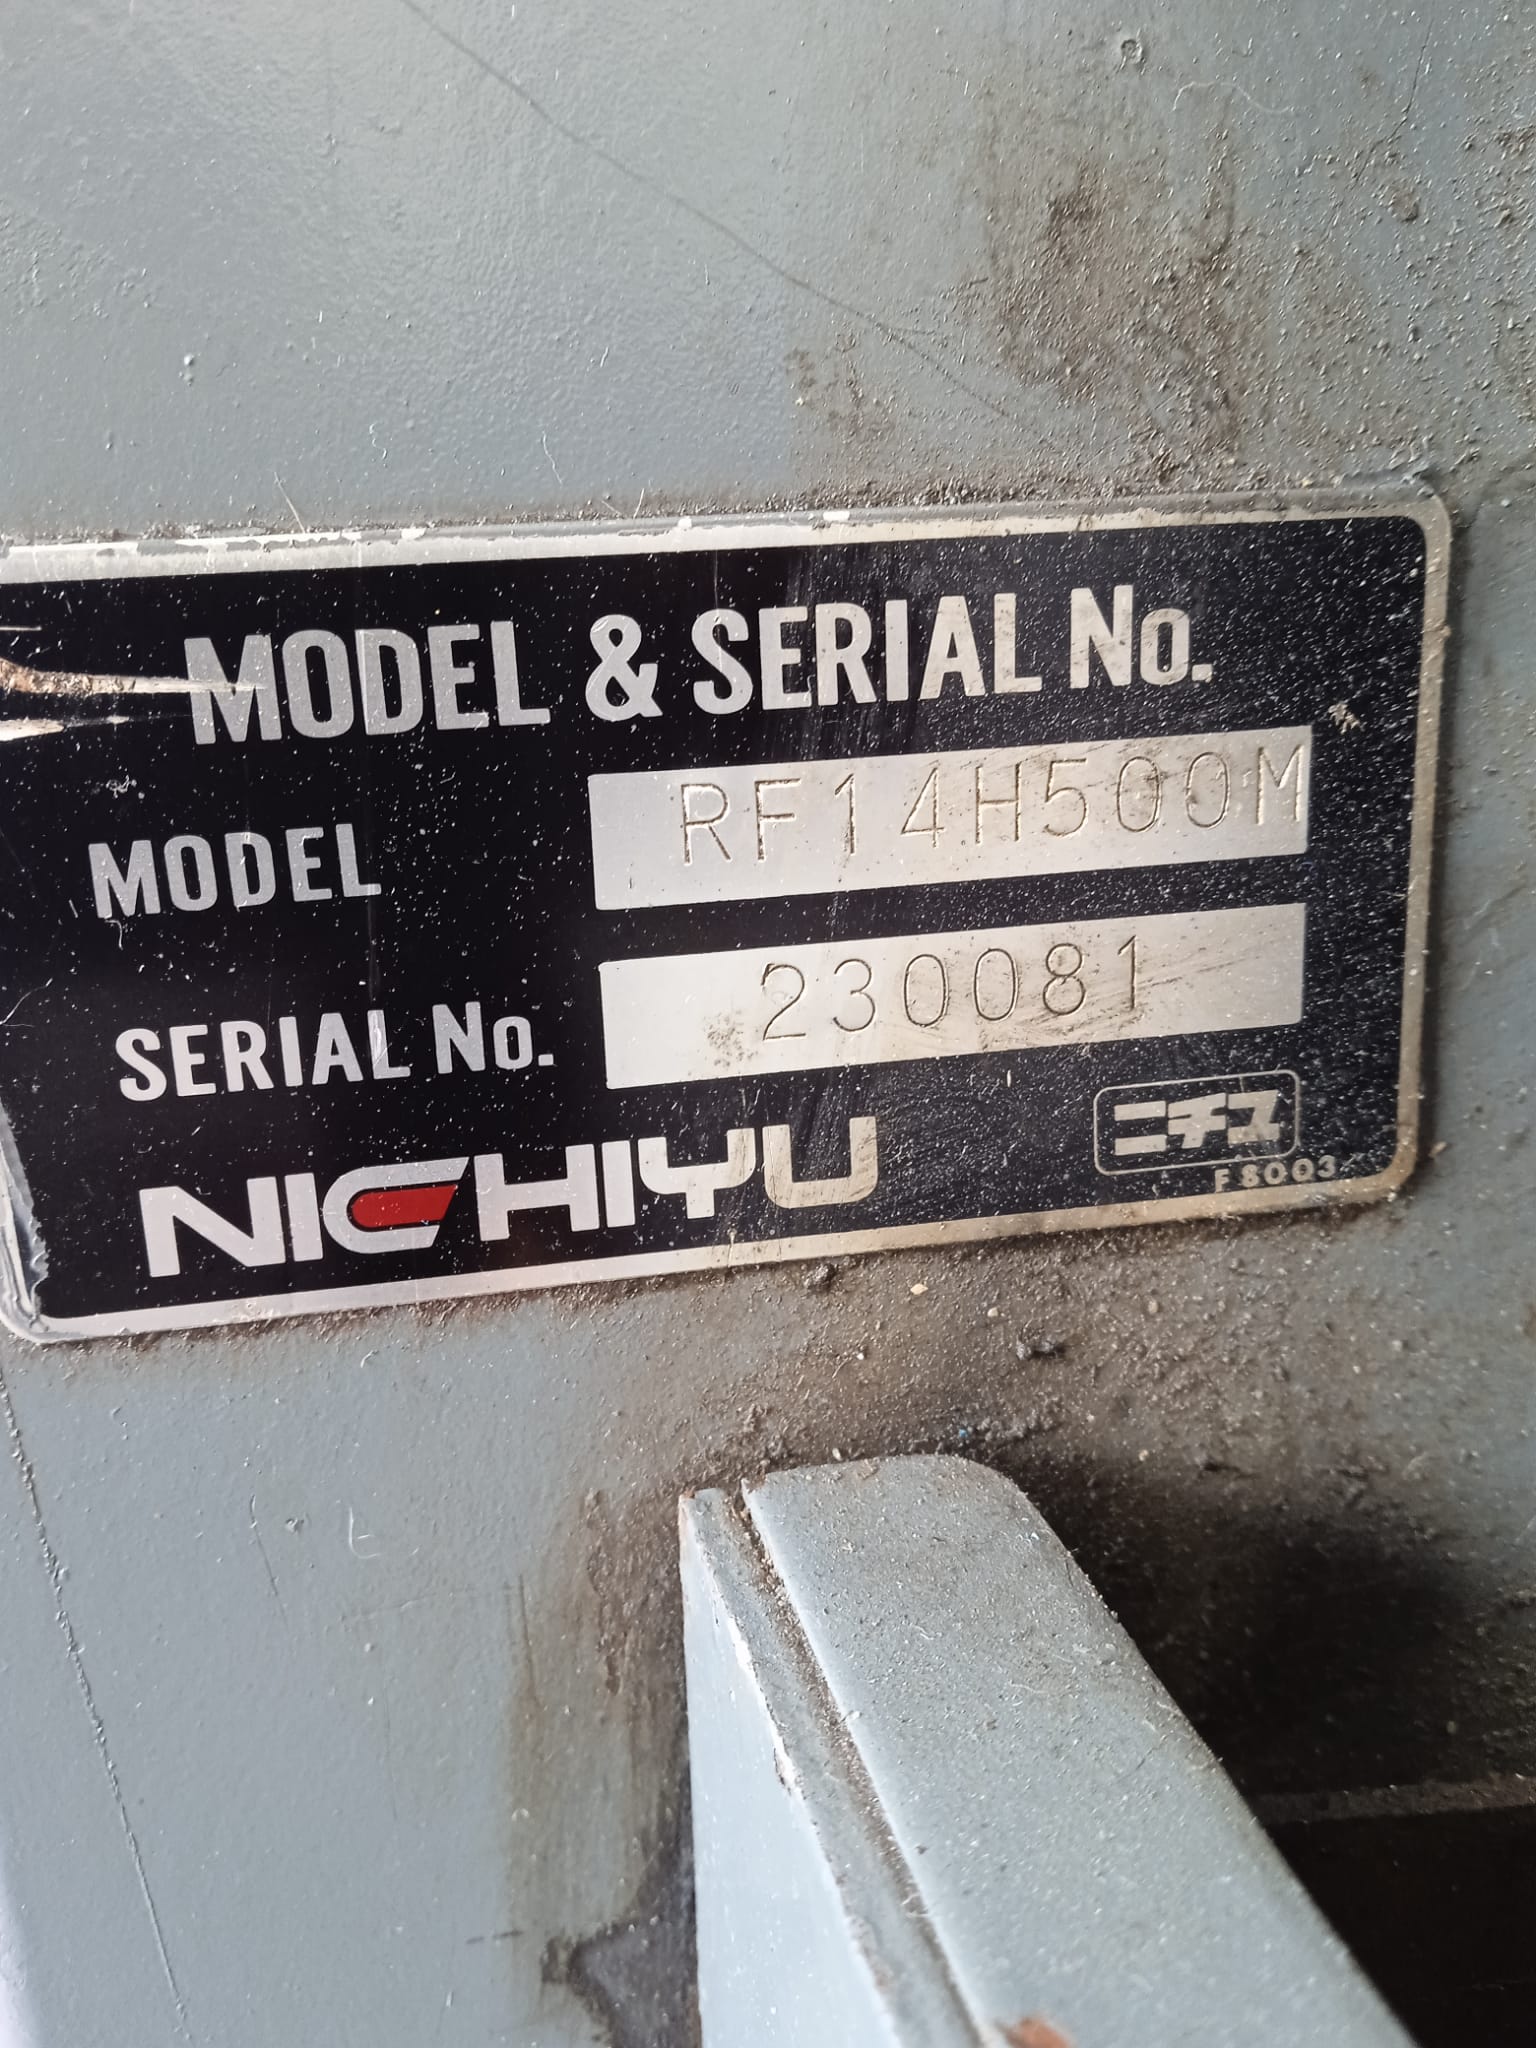 MODEL & SERIAL No.
MODEL RF14H500M
SERIAL No. 230081
NICHIYU
ニチユ
F8003